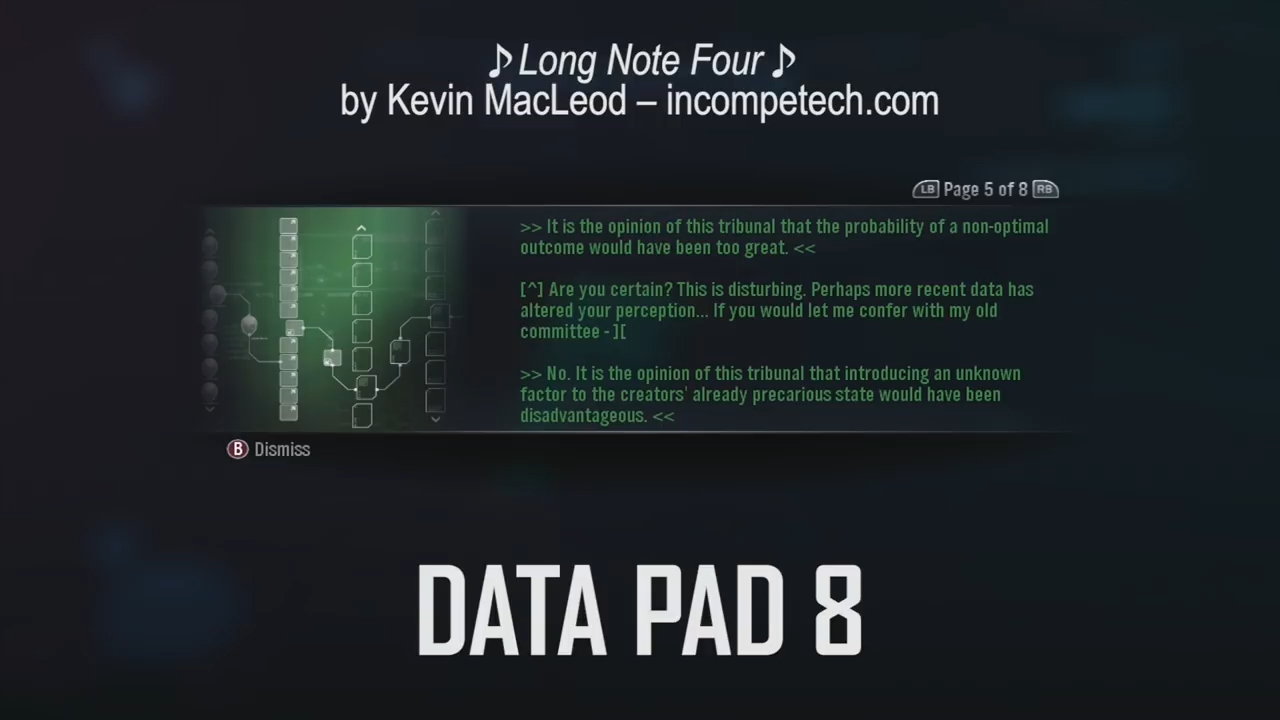 ♪ Long Note Four ♪
by Kevin MacLeod – incompetech.com
LB Page 5 of 8 RB
>> It is the opinion of this tribunal that the probability of a non-optimal
outcome would have been too great. <<
[^] Are you certain? This is disturbing. Perhaps more recent data has
altered your perception... If you would let me confer with my old
committee - ][
>> No. It is the opinion of this tribunal that introducing an unknown
factor to the creators' already precarious state would have been
disadvantageous. <<
B Dismiss
DATA PAD 8